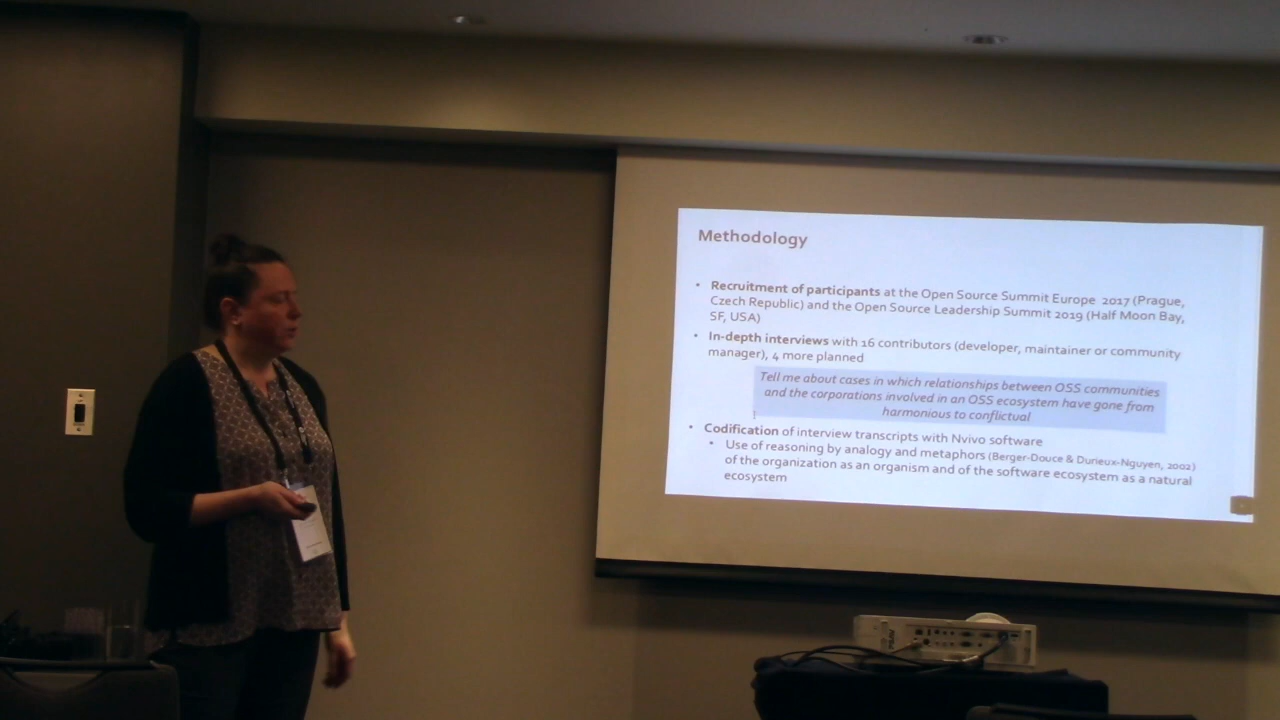 Methodology
• Recruitment of participants at the Open Source Summit Europe 2017 (Prague,
Czech Republic) and the Open Source Leadership Summit 2019 (Half Moon Bay,
SF, USA)
• In-depth interviews with 16 contributors (developer, maintainer or community
manager), 4 more planned
Tell me about cases in which relationships between OSS communities
and the corporations involved in an OSS ecosystem have gone from
harmonious to conflictual
• Codification of interview transcripts with Nvivo software
• Use of reasoning by analogy and metaphors (Berger-Douce & Durieux-Nguyen, 2002)
of the organization as an organism and of the software ecosystem as a natural
ecosystem